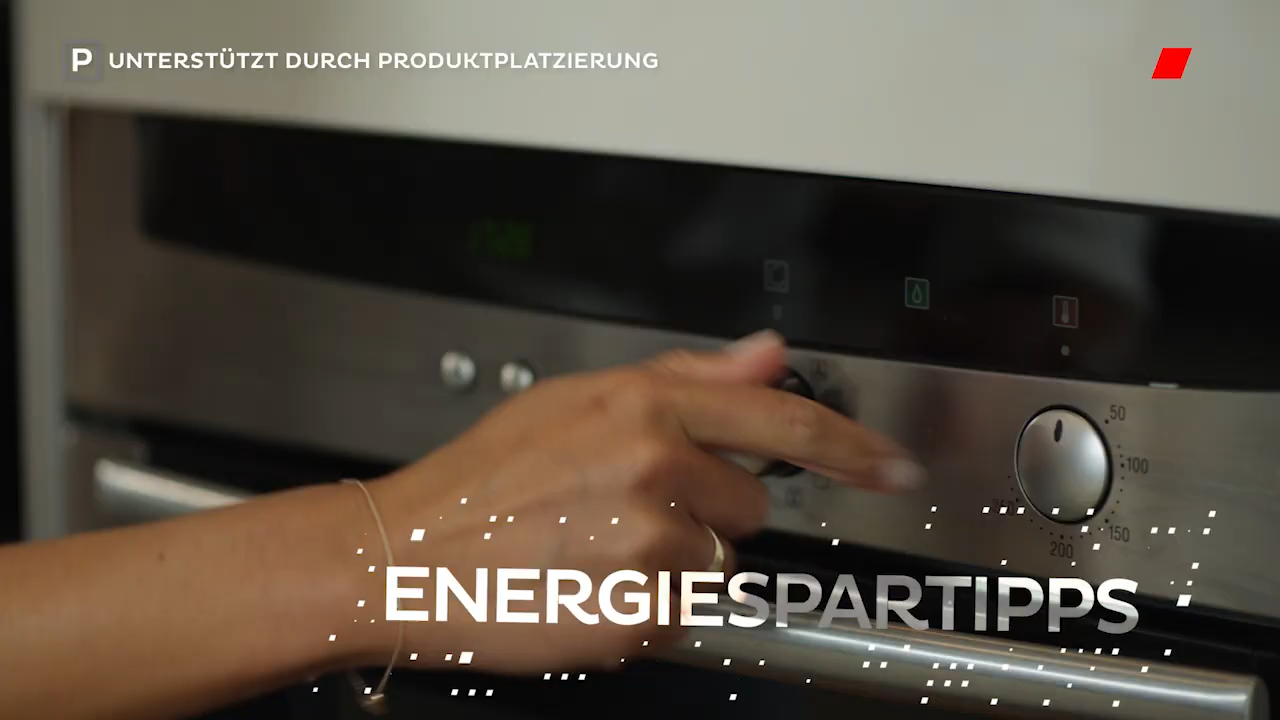 P UNTERSTÜTZT DURCH PRODUKTPLATZIERUNG
50
100
150
200
ENERGIESPARTIPPS